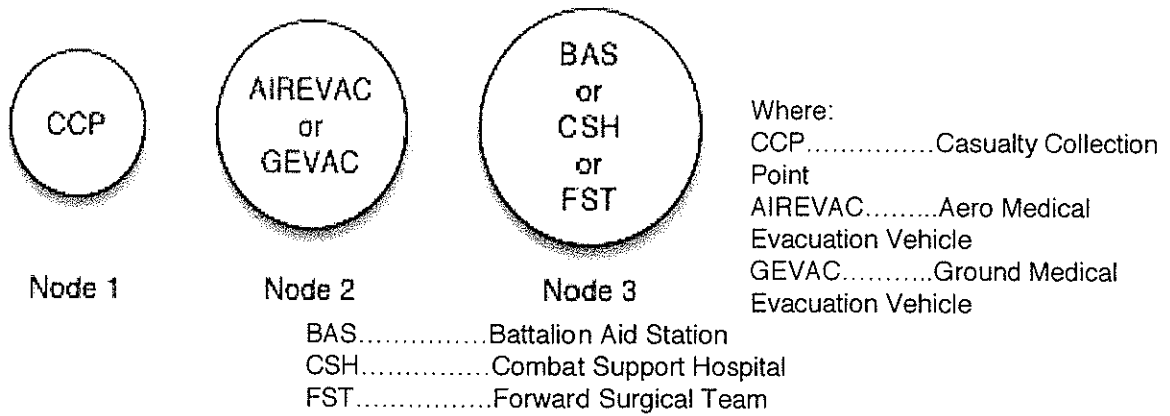 CCP
AIREVAC
or
GEVAC
BAS
or
CSH
or
FST
Node 1
Node 2
Node 3
Where:
CCP...............Casualty Collection
Point
AIREVAC.........Aero Medical
Evacuation Vehicle
GEVAC...........Ground Medical
Evacuation Vehicle
BAS...............Battalion Aid Station
CSH...............Combat Support Hospital
FST................Forward Surgical Team